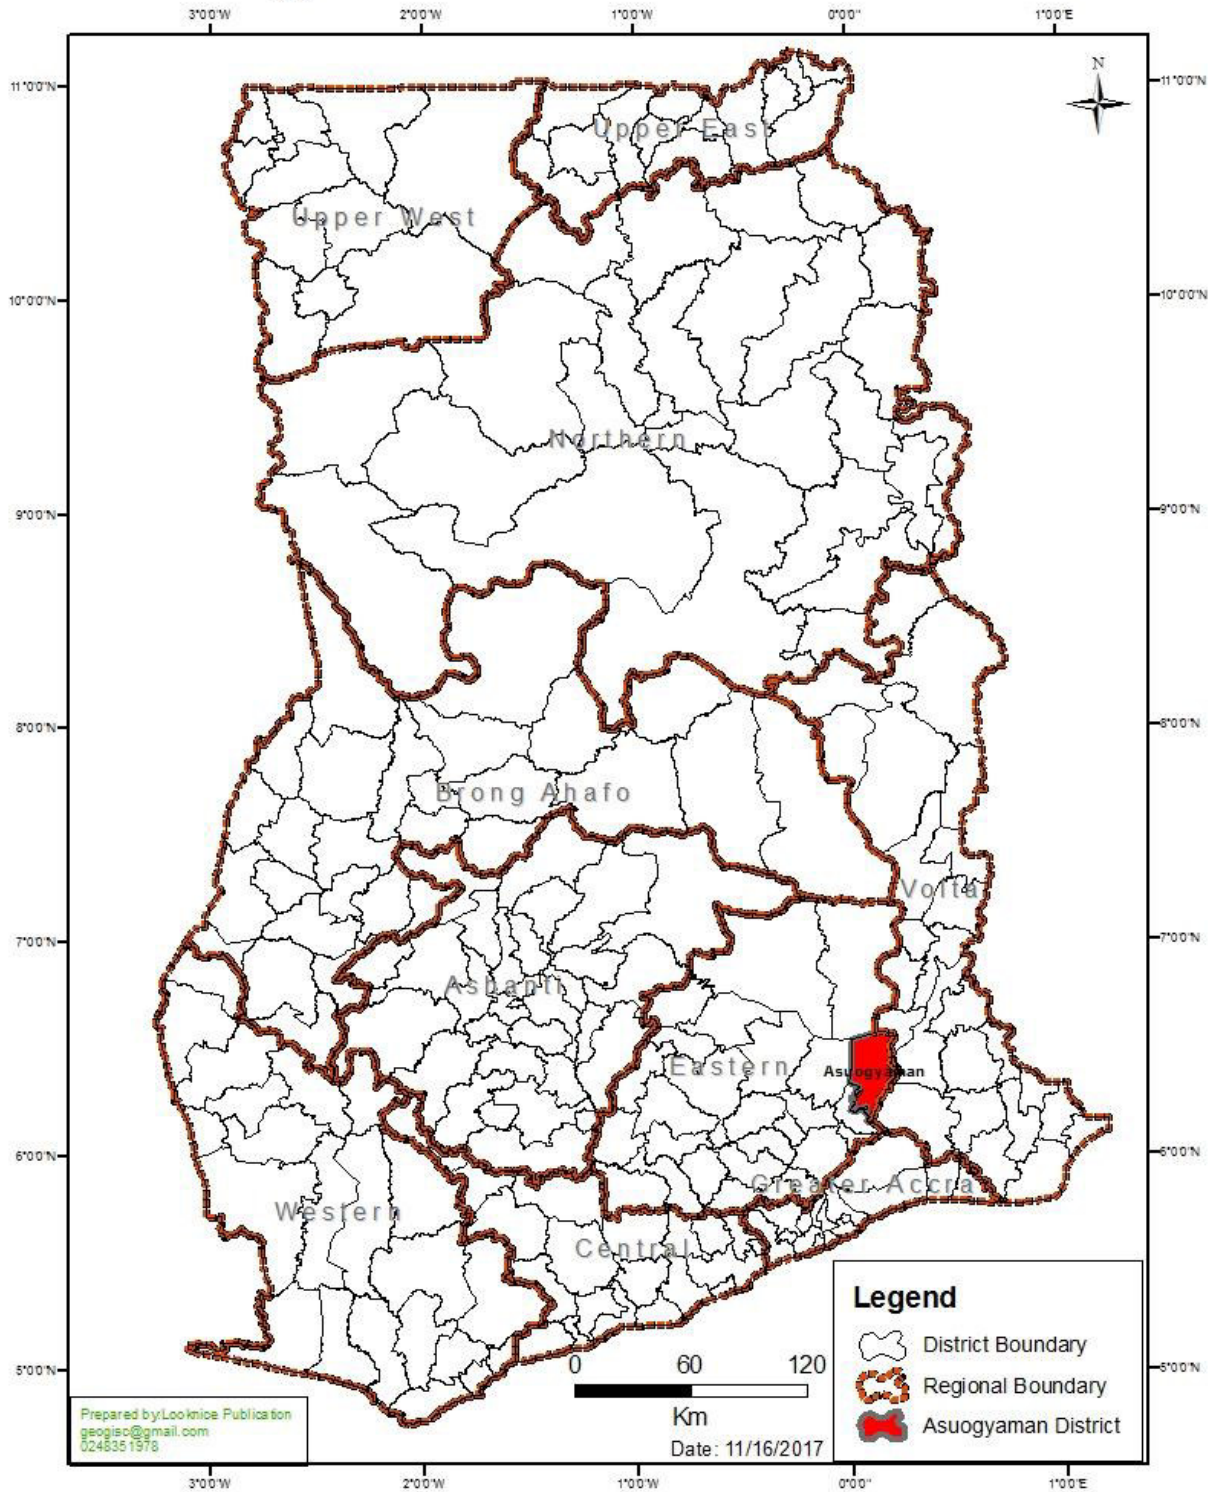 3°0'0"W 2°0'0"W 1°0'0"W 0°0'0" 1°0'0"E
N
11°0'0"N 11°0'0"N
Upper East
Upper West
10°0'0"N 10°0'0"N
Northern
9°0'0"N 9°0'0"N
8°0'0"N 8°0'0"N
Brong Ahafo
Volta
7°0'0"N 7°0'0"N
Ashanti
Eastern
Asuogyaman
6°0'0"N 6°0'0"N
Greater Accra
Western
Central
Legend
District Boundary
Regional Boundary
Asuogyaman District
5°0'0"N 5°0'0"N
0 60 120
Km
Date: 11/16/2017
Prepared by:Looknice Publication
geogisc@gmail.com
0248351978
3°0'0"W 2°0'0"W 1°0'0"W 0°0'0" 1°0'0"E